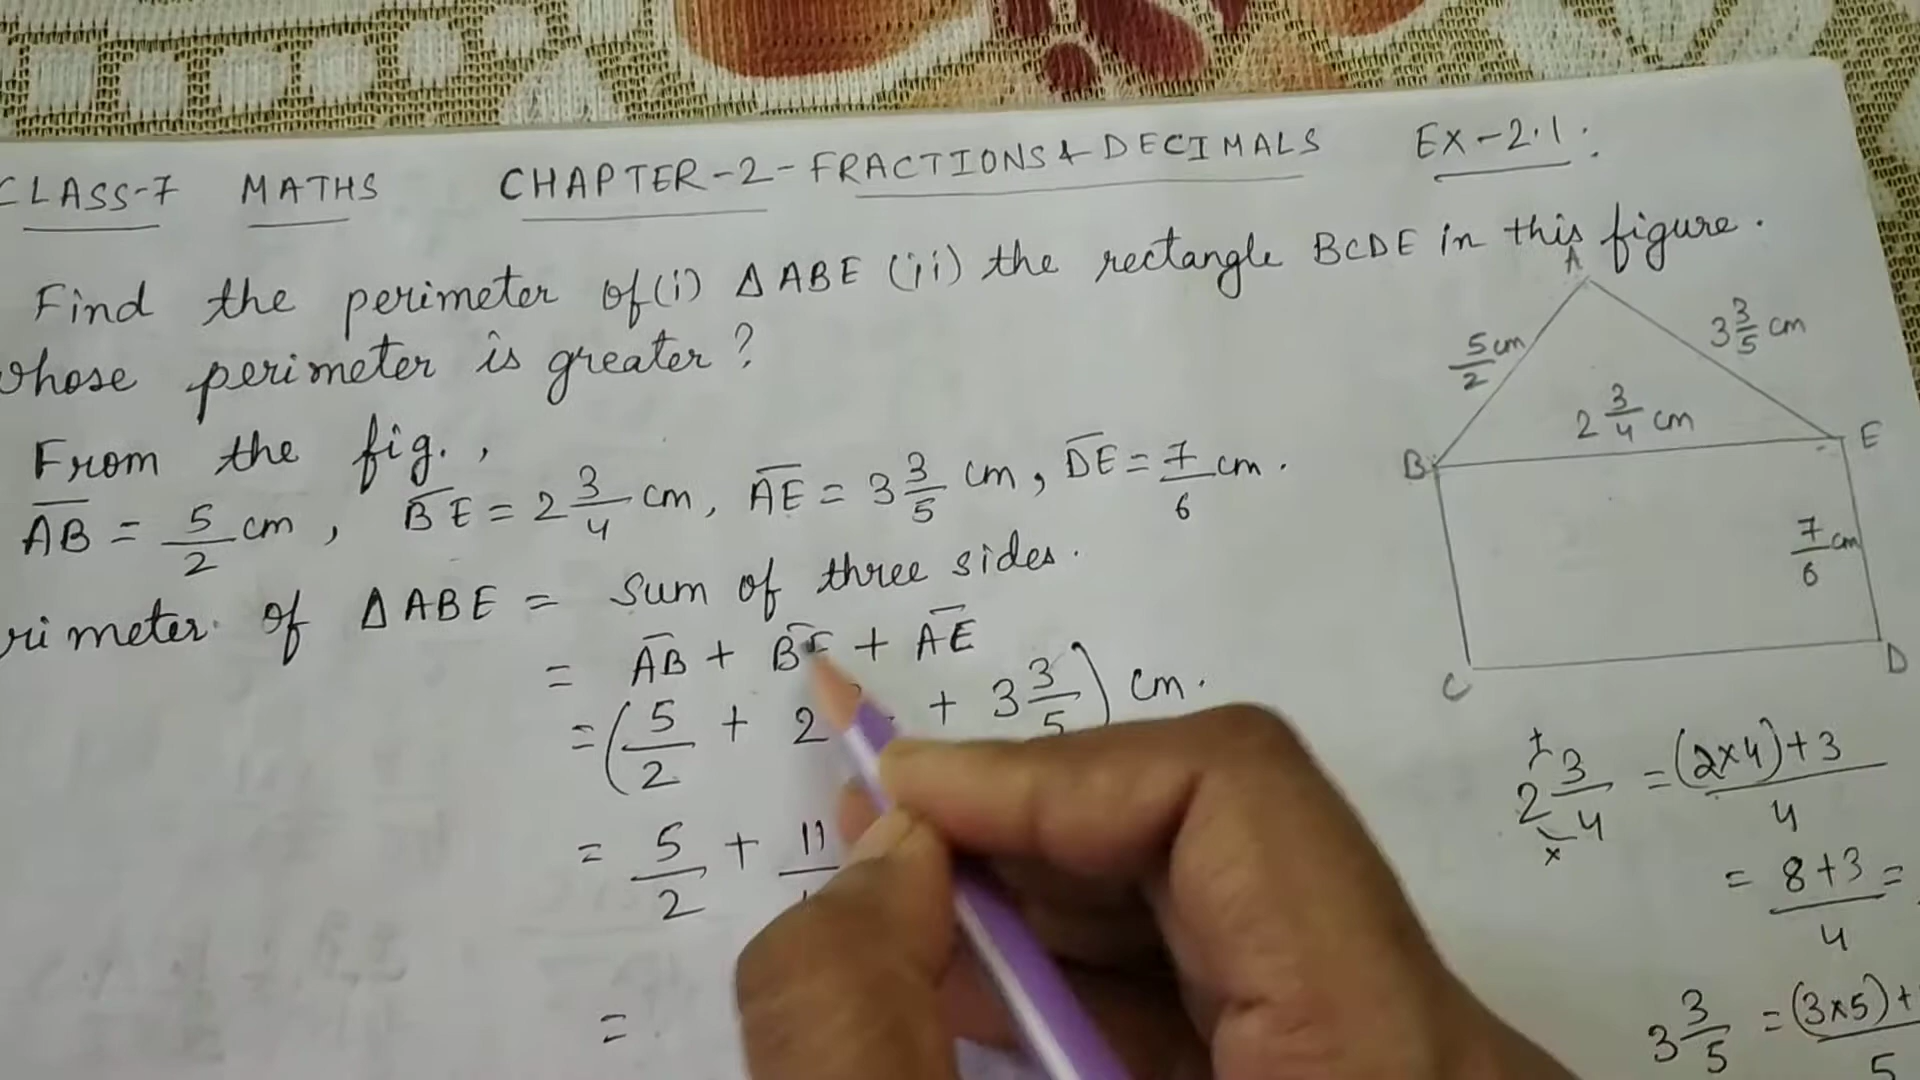 CLASS-7 MATHS CHAPTER-2-FRACTIONS & DECIMALS EX-2.1:
Find the perimeter of (i) Δ ABE (ii) the rectangle BCDE in this figure.
whose perimeter is greater?
From the fig.,
AB = 5/2 cm, BE = 2 3/4 cm, AE = 3 3/5 cm, DE = 7/6 cm.
rimeter of Δ ABE = Sum of three sides.
= AB + BE + AE
= (5/2 + 2 + 3 3/5) cm.
= 5/2 + 11
=
A
5/2 cm
3 3/5 cm
2 3/4 cm
B
E
7/6 cm
C
D
2 3/4 = (2×4)+3/4
+
×
= 8+3/4 =
3 3/5 = (3×5)+/5